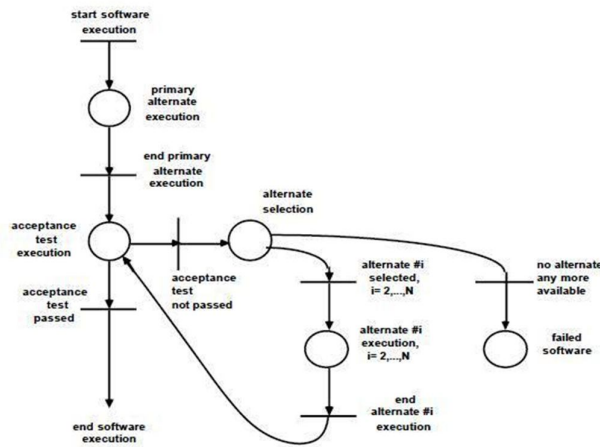 start software
execution
primary
alternate
execution
end primary
alternate
execution
alternate
selection
acceptance
test
execution
acceptance
test
not passed
acceptance
test
passed
alternate #i
selected,
i= 2,...,N
no alternate
any more
available
alternate #i
execution,
i= 2,...,N
failed
software
end
alternate #i
execution
end software
execution